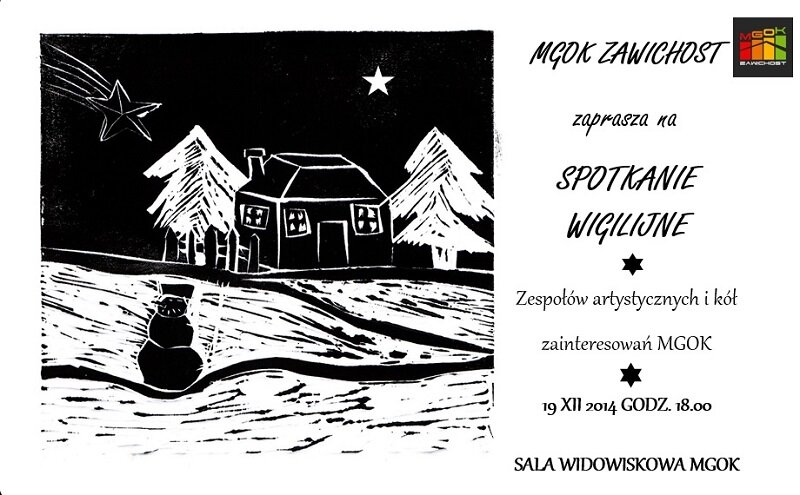 MGOK ZAWICHOST
MGOK
ZAWICHOST
zaprasza na
SPOTKANIE
WIGILIJNE
Zespołów artystycznych i kół
zainteresowań MGOK
19 XII 2014 GODZ. 18.00
SALA WIDOWISKOWA MGOK